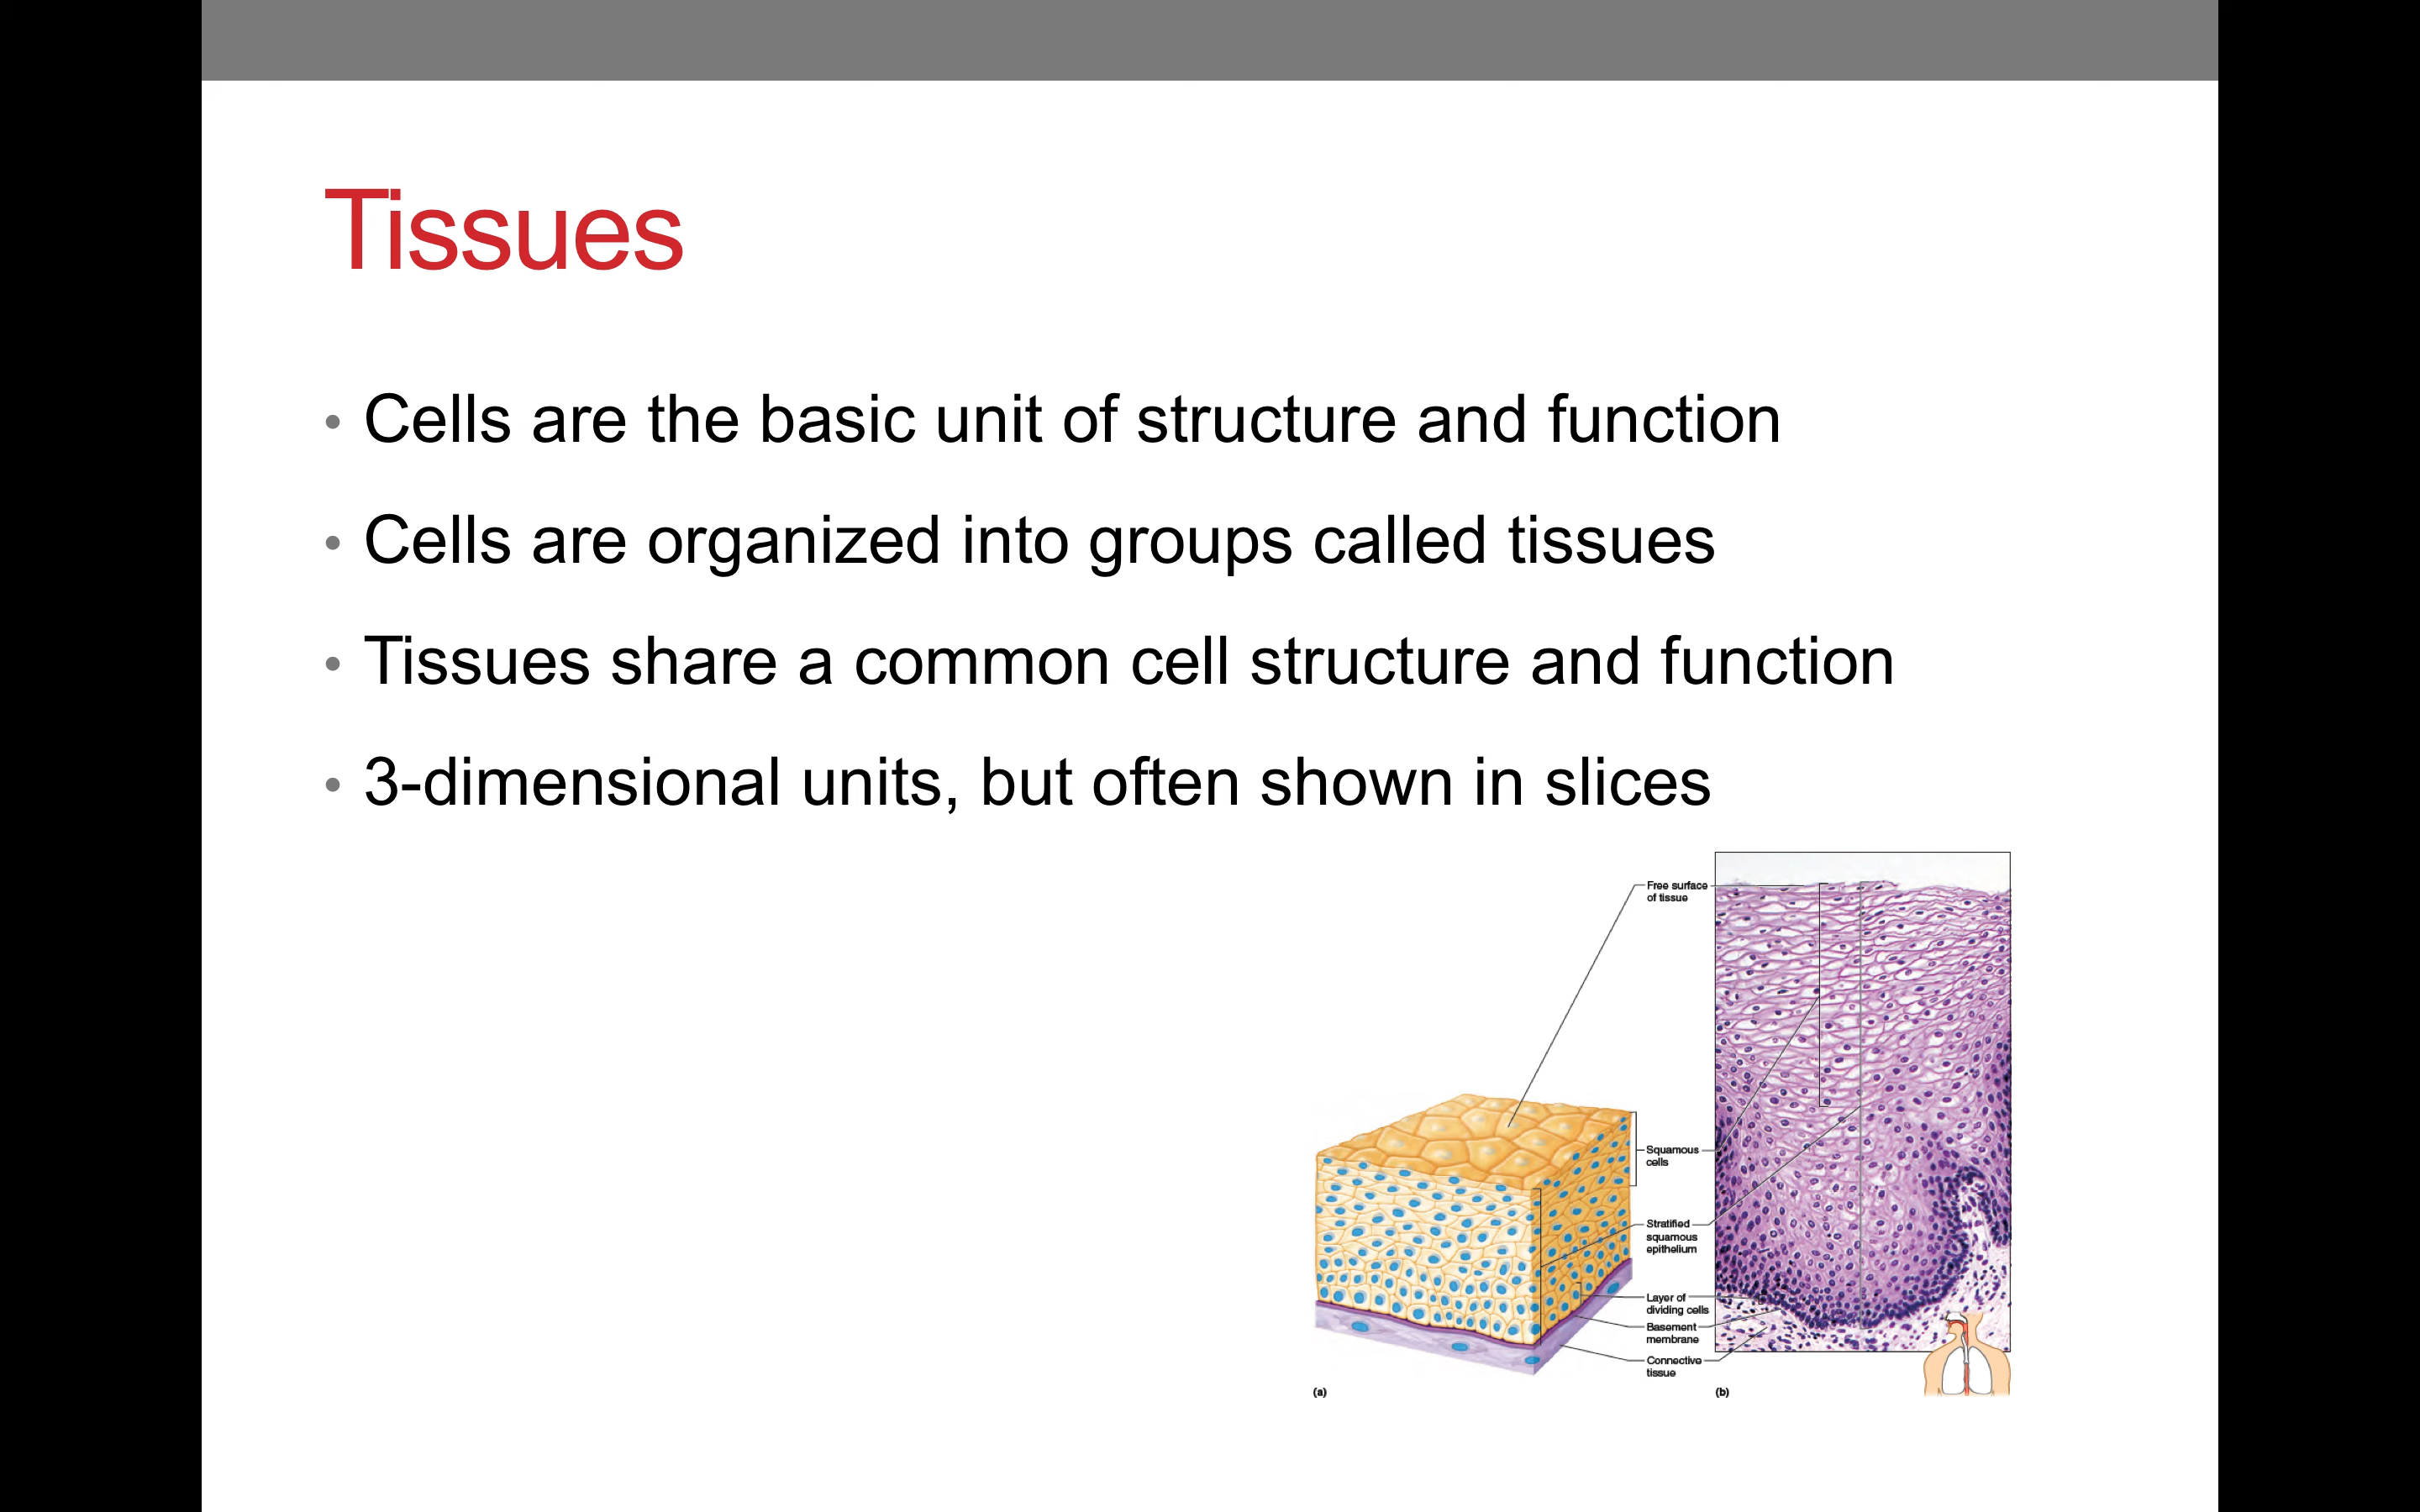 Tissues
• Cells are the basic unit of structure and function
• Cells are organized into groups called tissues
• Tissues share a common cell structure and function
• 3-dimensional units, but often shown in slices
Free surface
of tissue
Squamous
cells
Stratified
squamous
epithelium
Layer of
dividing cells
Basement
membrane
Connective
tissue
(a)
(b)